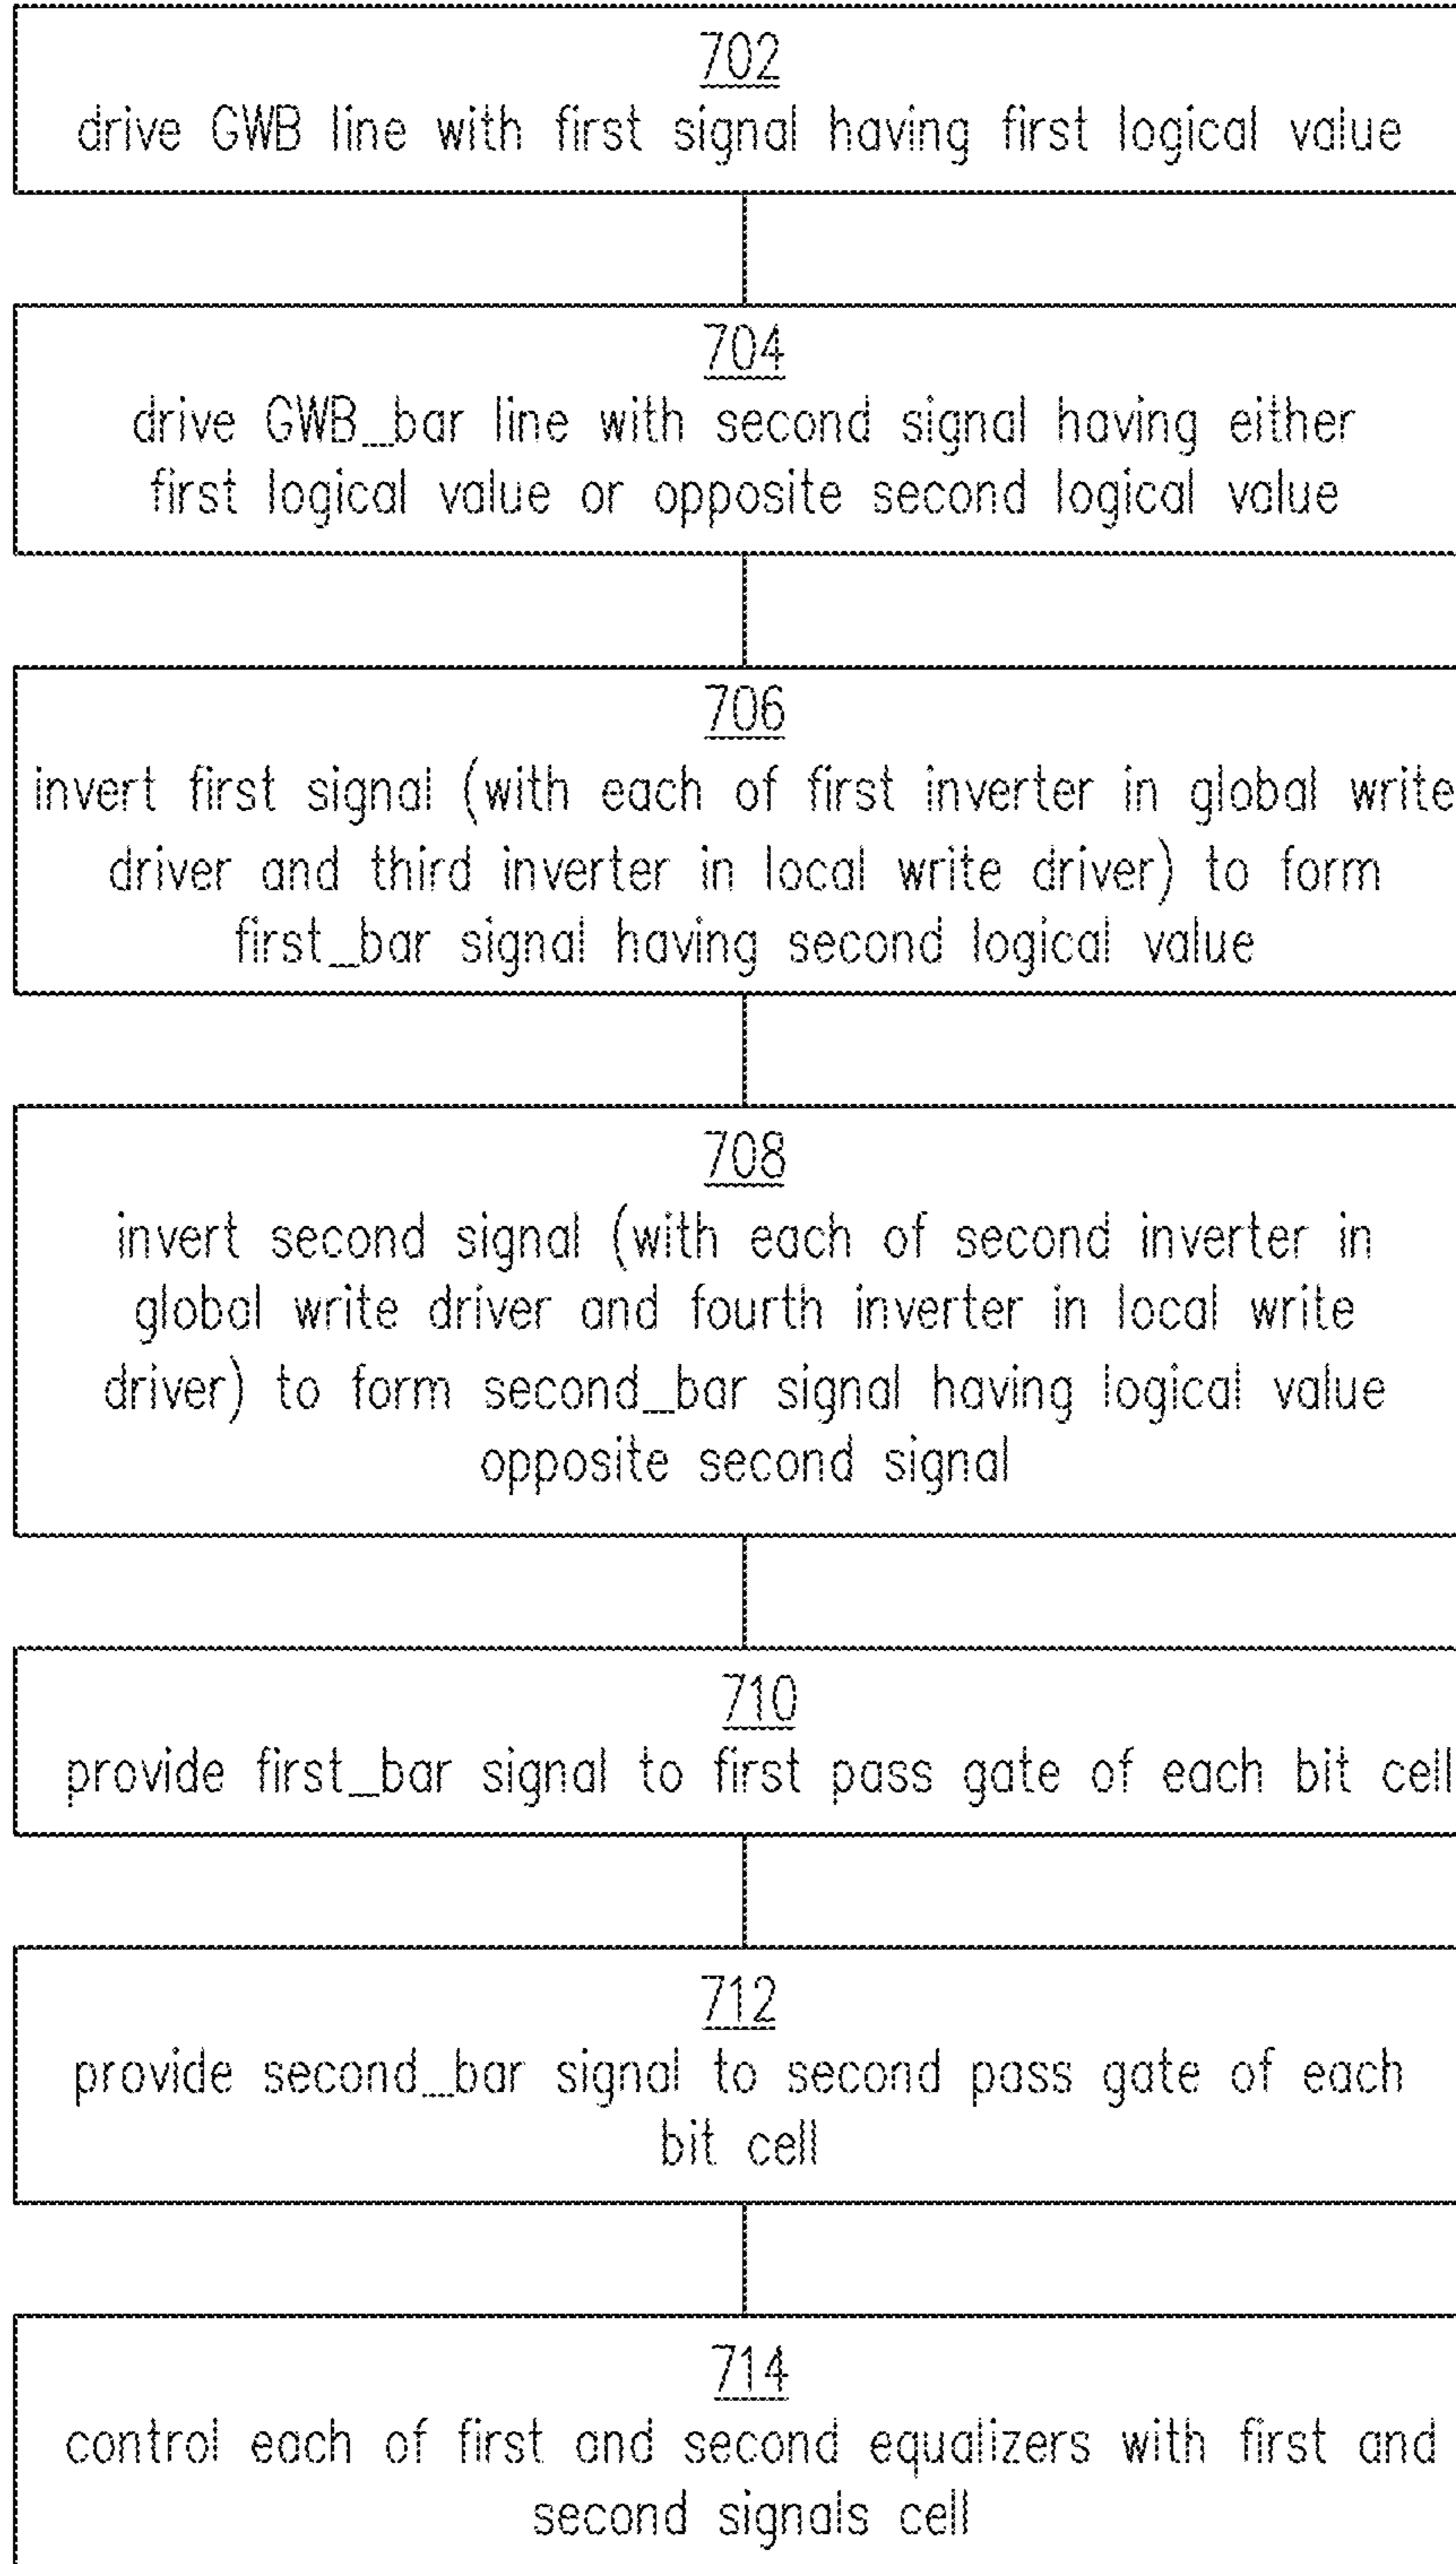 702
drive GWB line with first signal having first logical value
704
drive GWB_bar line with second signal having either
first logical value or opposite second logical value
706
invert first signal (with each of first inverter in global write
driver and third inverter in local write driver) to form
first_bar signal having second logical value
708
invert second signal (with each of second inverter in
global write driver and fourth inverter in local write
driver) to form second_bar signal having logical value
opposite second signal
710
provide first_bar signal to first pass gate of each bit cell
712
provide second_bar signal to second pass gate of each
bit cell
714
control each of first and second equalizers with first and
second signals cell